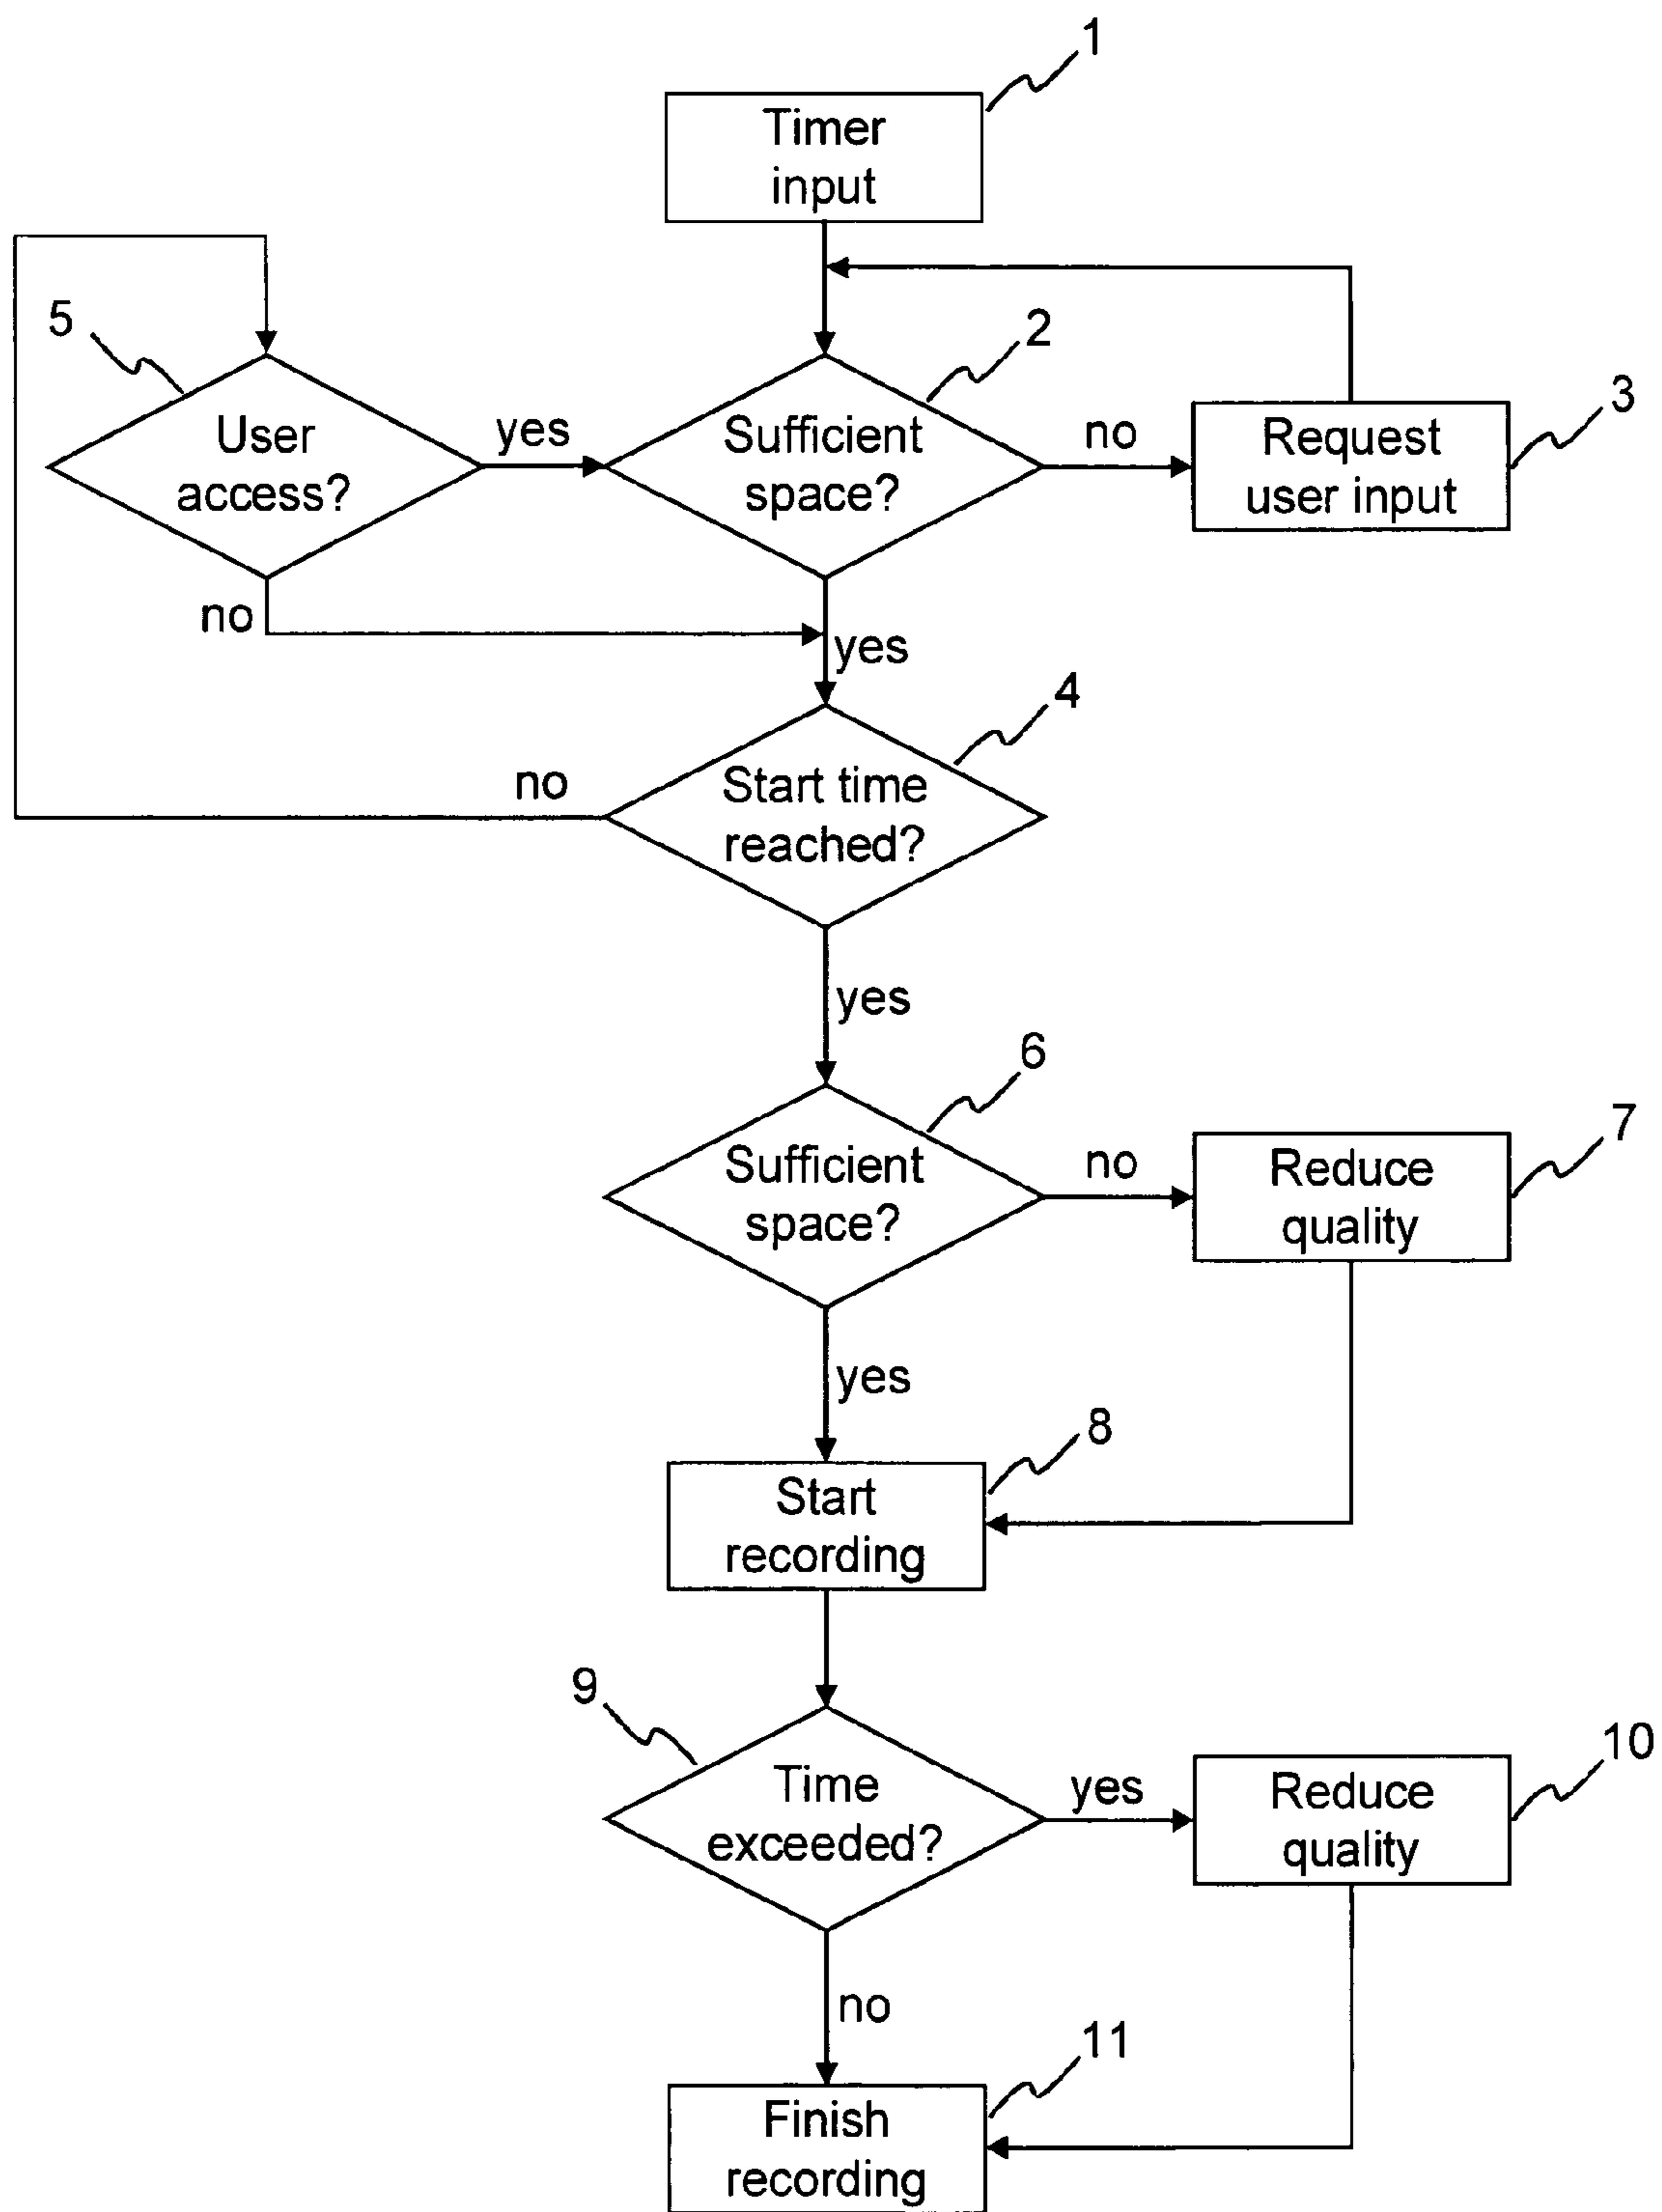 1
Timer
input
5
2
3
User
access?
yes
Sufficient
space?
no
Request
user input
no
yes
4
no
Start time
reached?
yes
6
7
Sufficient
space?
no
Reduce
quality
yes
8
Start
recording
9
10
Time
exceeded?
yes
Reduce
quality
no
11
Finish
recording